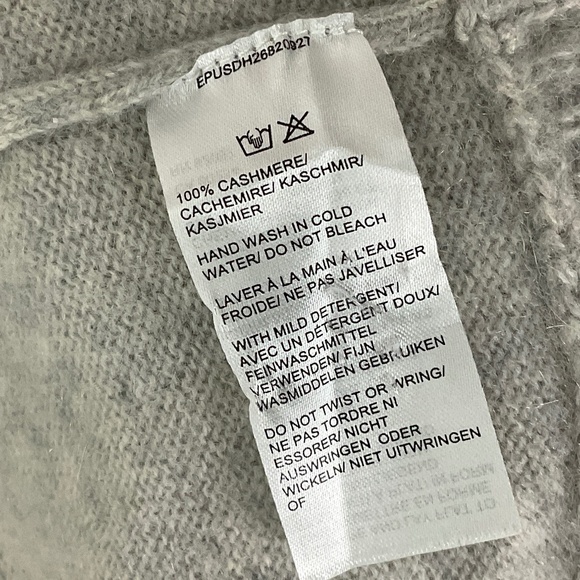 EPUSDH26820927
100% CASHMERE/
CACHEMIRE/ KASCHMIR/
KASJMIER
HAND WASH IN COLD
WATER/ DO NOT BLEACH
LAVER À LA MAIN À L'EAU
FROIDE/ NE PAS JAVELLISER
WITH MILD DETERGENT/
AVEC UN DÉTERGENT DOUX/
FEINWASCHMITTEL
VERWENDEN/ FIJN
WASMIDDELEN GEBRUIKEN
DO NOT TWIST OR WRING/
NE PAS TORDRE NI
ESSORER/ NICHT
AUSWRINGEN ODER
WICKELN/ NIET UITWRINGEN
OF